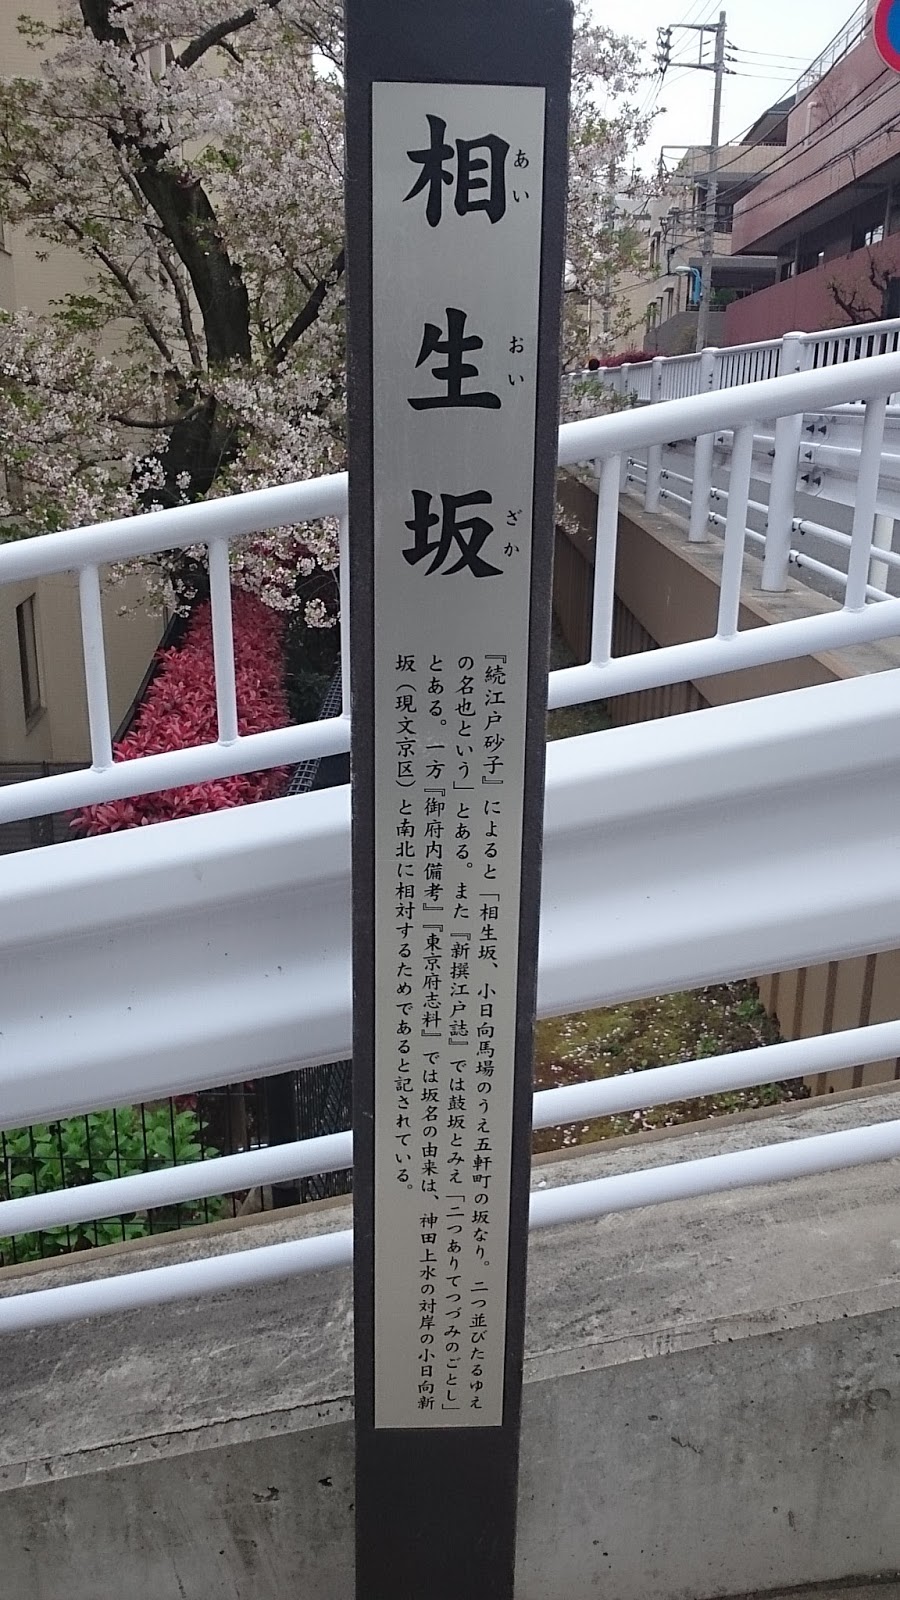 相生坂
あいおいざか
『続江戸砂子』によると「相生坂、小日向馬場のうえ五軒町の坂なり。二つ並びたるゆえ
の名也という」とある。また『新撰江戸誌』では鼓坂とみえ「二つありてつづみのごとし」
とある。一方『御府内備考』『東京府志料』では坂名の由来は、神田上水の対岸の小日向新
坂（現文京区）と南北に相対するためであると記されている。